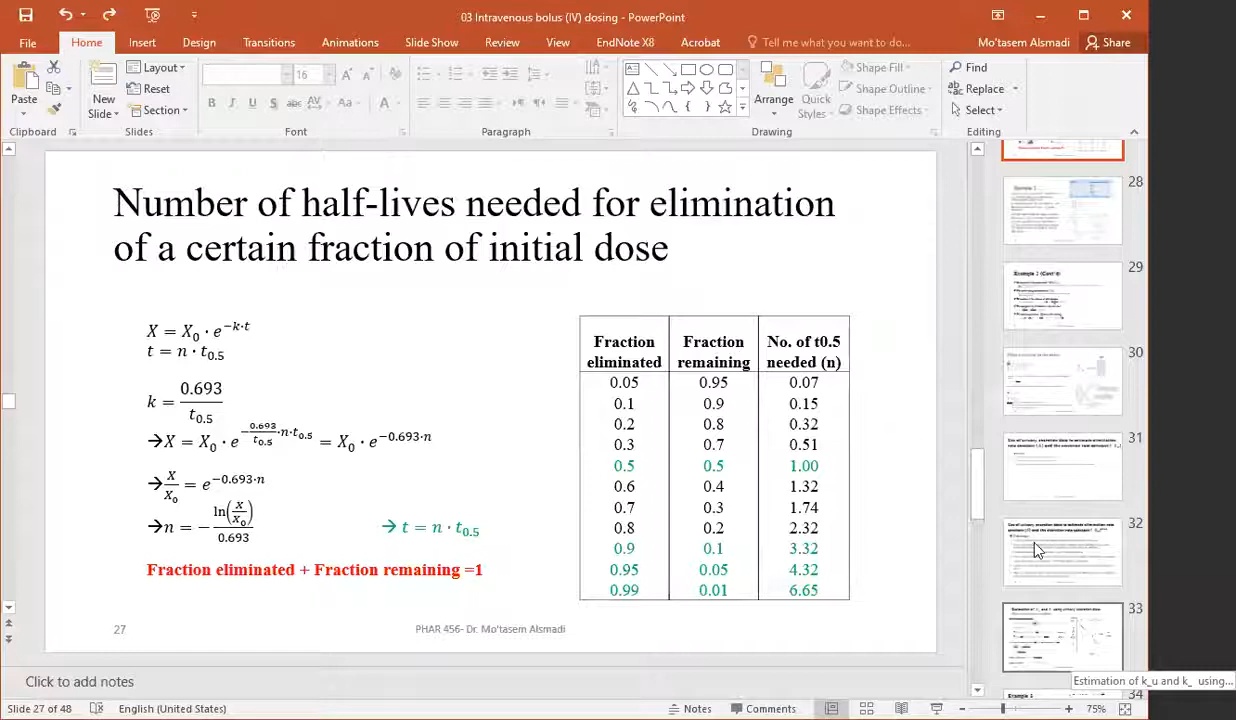 03 Intravenous bolus (IV) dosing - PowerPoint
File Home Insert Design Transitions Animations Slide Show Review View EndNote X8 Acrobat Tell me what you want to do... Mo'tasem Alsmadi Share
Paste
New Slide
Layout
Reset
Section
16
B I U S abc AV Aa A
Arrange
Quick Styles
Shape Fill
Shape Outline
Shape Effects
Find
Replace
Select
Clipboard Slides Font Paragraph Drawing Editing
Number of half-lives needed for elimination
of a certain fraction of initial dose
X = X₀ · e^(−k·t)
t = n · t₀.₅
k = 0.693 / t₀.₅
→X = X₀ · e^(−(0.693/t₀.₅)·n·t₀.₅) = X₀ · e^(−0.693·n)
→X/X₀ = e^(−0.693·n)
→n = − ln(X/X₀) / 0.693 → t = n · t₀.₅
Fraction eliminated + Fraction remaining =1
Fraction eliminated Fraction remaining No. of t0.5 needed (n)
0.05 0.95 0.07
0.1 0.9 0.15
0.2 0.8 0.32
0.3 0.7 0.51
0.5 0.5 1.00
0.6 0.4 1.32
0.7 0.3 1.74
0.8 0.2 2.32
0.9 0.1 3.32
0.95 0.05 4.32
0.99 0.01 6.65
27 PHAR 456- Dr. Mo'tasem Alsmadi
28
29
30
31
32
33
34
Estimation of k_u and k_ using...
Click to add notes
Slide 27 of 48 English (United States) Notes Comments 75%